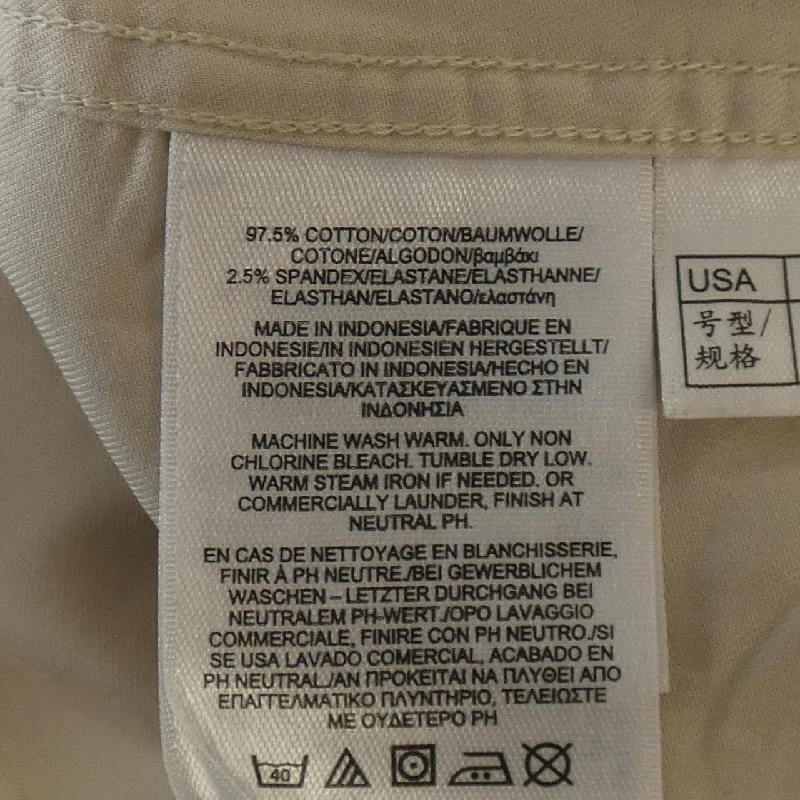 97.5% COTTON/COTON/BAUMWOLLE/
COTONE/ALGODON/βαμβάκι
2.5% SPANDEX/ELASTANE/ELASTHANNE/
ELASTHAN/ELASTANO/ελαστάνη
MADE IN INDONESIA/FABRIQUE EN
INDONESIE/IN INDONESIEN HERGESTELLT/
FABBRICATO IN INDONESIA/HECHO EN
INDONESIA/ΚΑΤΑΣΚΕΥΑΣΜΕΝΟ ΣΤΗΝ
ΙΝΔΟΝΗΣΙΑ
MACHINE WASH WARM. ONLY NON
CHLORINE BLEACH. TUMBLE DRY LOW.
WARM STEAM IRON IF NEEDED. OR
COMMERCIALLY LAUNDER, FINISH AT
NEUTRAL PH.
EN CAS DE NETTOYAGE EN BLANCHISSERIE,
FINIR À PH NEUTRE./BEI GEWERBLICHEM
WASCHEN – LETZTER DURCHGANG BEI
NEUTRALEM PH-WERT./OPO LAVAGGIO
COMMERCIALE, FINIRE CON PH NEUTRO./SI
SE USA LAVADO COMERCIAL, ACABADO EN
PH NEUTRAL./ΑΝ ΠΡΟΚΕΙΤΑΙ ΝΑ ΠΛΥΘΕΙ ΑΠΟ
ΕΠΑΓΓΕΛΜΑΤΙΚΟ ΠΛΥΝΤΗΡΙΟ, ΤΕΛΕΙΩΣΤΕ
ΜΕ ΟΥΔΕΤΕΡΟ PH
40
USA
号型/
规格